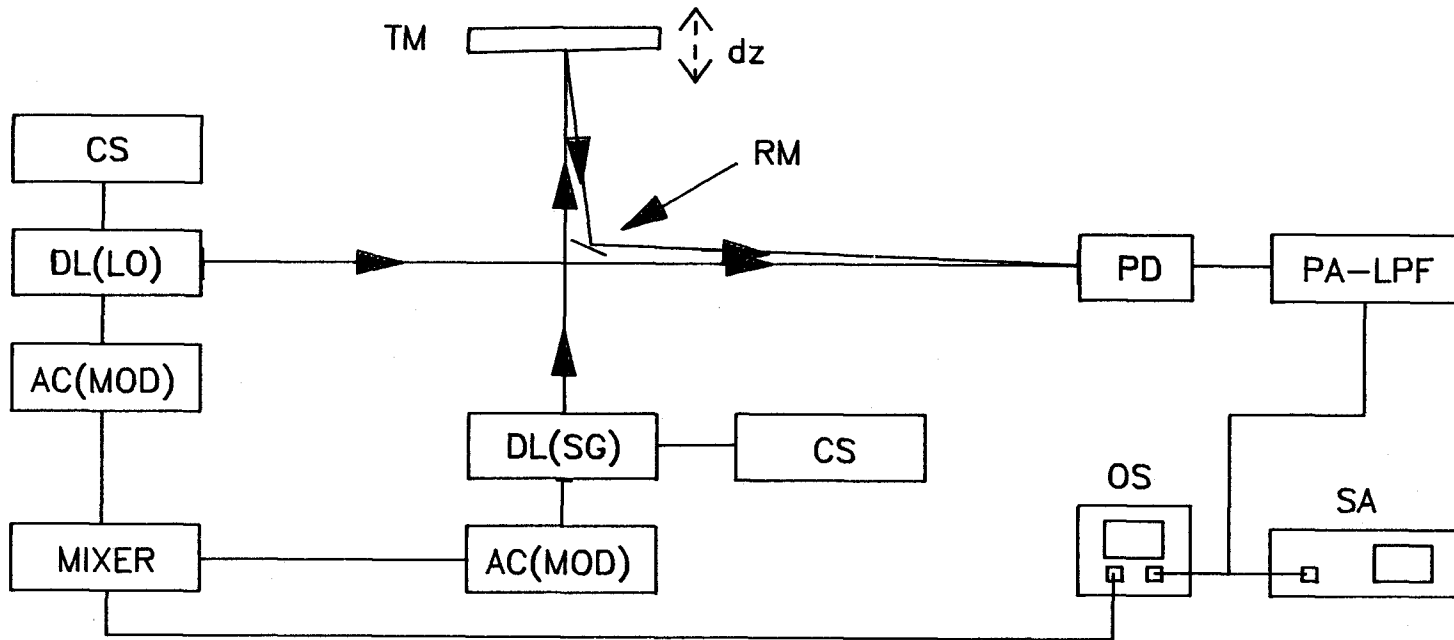 TM
dz
CS
RM
DL(LO)
PD
PA-LPF
AC(MOD)
DL(SG)
CS
OS
SA
MIXER
AC(MOD)